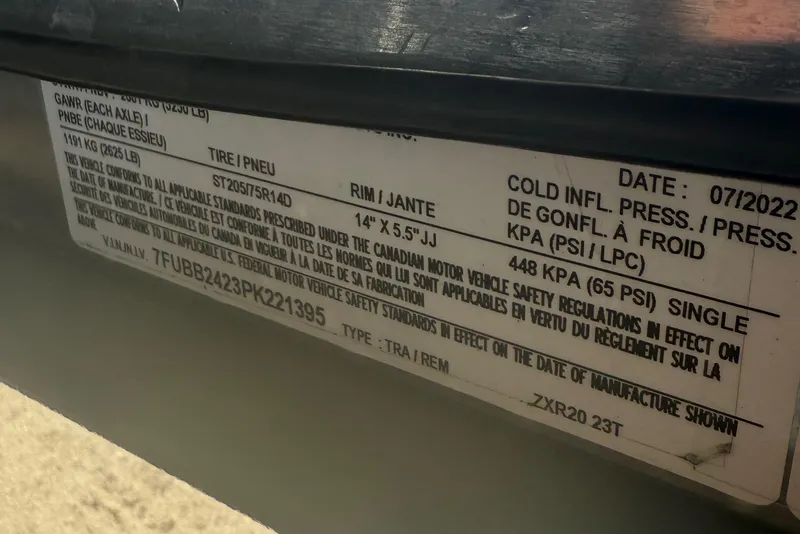 DATE : 07/2022
GAWR (EACH AXLE) /
PNBE (CHAQUE ESSIEU)
1191 KG (2625 LB)
TIRE / PNEU
ST205/75R14D
RIM / JANTE
14" X 5.5" JJ
COLD INFL. PRESS. / PRESS.
DE GONFL. À FROID
KPA (PSI / LPC)
448 KPA (65 PSI) SINGLE
THIS VEHICLE CONFORMS TO ALL APPLICABLE STANDARDS PRESCRIBED UNDER THE CANADIAN MOTOR VEHICLE SAFETY REGULATIONS IN EFFECT ON
THE DATE OF MANUFACTURE. / CE VÉHICULE EST CONFORME À TOUTES LES NORMES QUI LUI SONT APPLICABLES EN VERTU DU RÈGLEMENT SUR LA
SÉCURITÉ DES VÉHICULES AUTOMOBILES DU CANADA EN VIGUEUR À LA DATE DE SA FABRICATION
THIS VEHICLE CONFORMS TO ALL APPLICABLE U.S. FEDERAL MOTOR VEHICLE SAFETY STANDARDS IN EFFECT ON THE DATE OF MANUFACTURE SHOWN
ABOVE
V.I.N./N.I.V. 7FUBB2423PK221395
TYPE : TRA / REM
ZXR20 23T